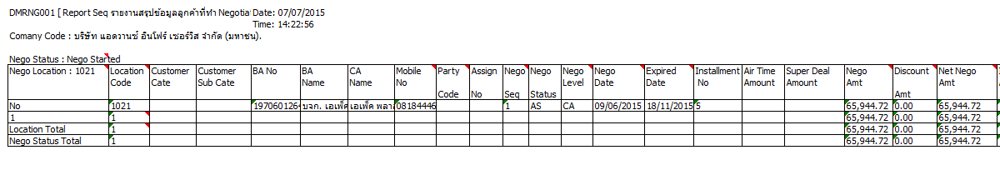 DMRNG001 [ Report Seq รายงานสรุปข้อมูลลูกค้าที่ทำ Negotia Date: 07/07/2015
Time: 14:22:56
Comany Code : บริษัท แอดวานซ์ อินโฟร์ เซอร์วิส จำกัด (มหาชน).
Nego Status : Nego Started
Nego Location : 1021 Location Code Customer Cate Customer Sub Cate BA No BA Name CA Name Mobile No Party Code Assign No Nego Seq Nego Status Nego Level Nego Date Expired Date Installment No Air Time Amount Super Deal Amount Nego Amt Discount Amt Net Nego Amt
No 1021 197060126 บจก. เอเพ็ค เอเพ็ค พลา 08184446 1 AS CA 09/06/2015 18/11/2015 5 65,944.72 0.00 65,944.72
1 1 65,944.72 0.00 65,944.72
Location Total 1 65,944.72 0.00 65,944.72
Nego Status Total 1 65,944.72 0.00 65,944.72